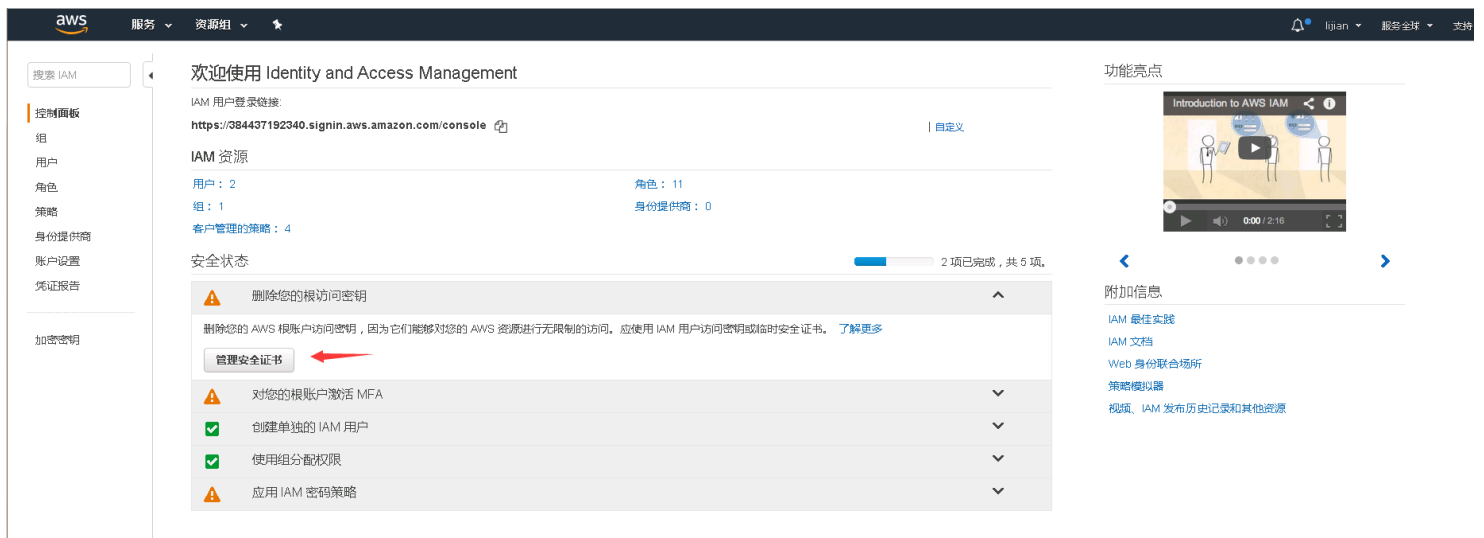 aws 服务 资源组 lijian 服务全球 支持
搜索 IAM
控制面板
组
用户
角色
策略
身份提供商
账户设置
凭证报告
加密密钥
欢迎使用 Identity and Access Management
IAM 用户登录链接:
https://384437192340.signin.aws.amazon.com/console 自定义
IAM 资源
用户： 2 角色： 11
组： 1 身份提供商： 0
客户管理的策略： 4
安全状态 2 项已完成，共 5 项。
删除您的根访问密钥
删除您的 AWS 根账户访问密钥，因为它们能够对您的 AWS 资源进行无限制的访问。应使用 IAM 用户访问密钥或临时安全证书。 了解更多
管理安全证书
对您的根账户激活 MFA
创建单独的 IAM 用户
使用组分配权限
应用 IAM 密码策略
功能亮点
Introduction to AWS IAM
0:00 / 2:16
附加信息
IAM 最佳实践
IAM 文档
Web 身份联合场所
策略模拟器
视频、IAM 发布历史记录和其他资源